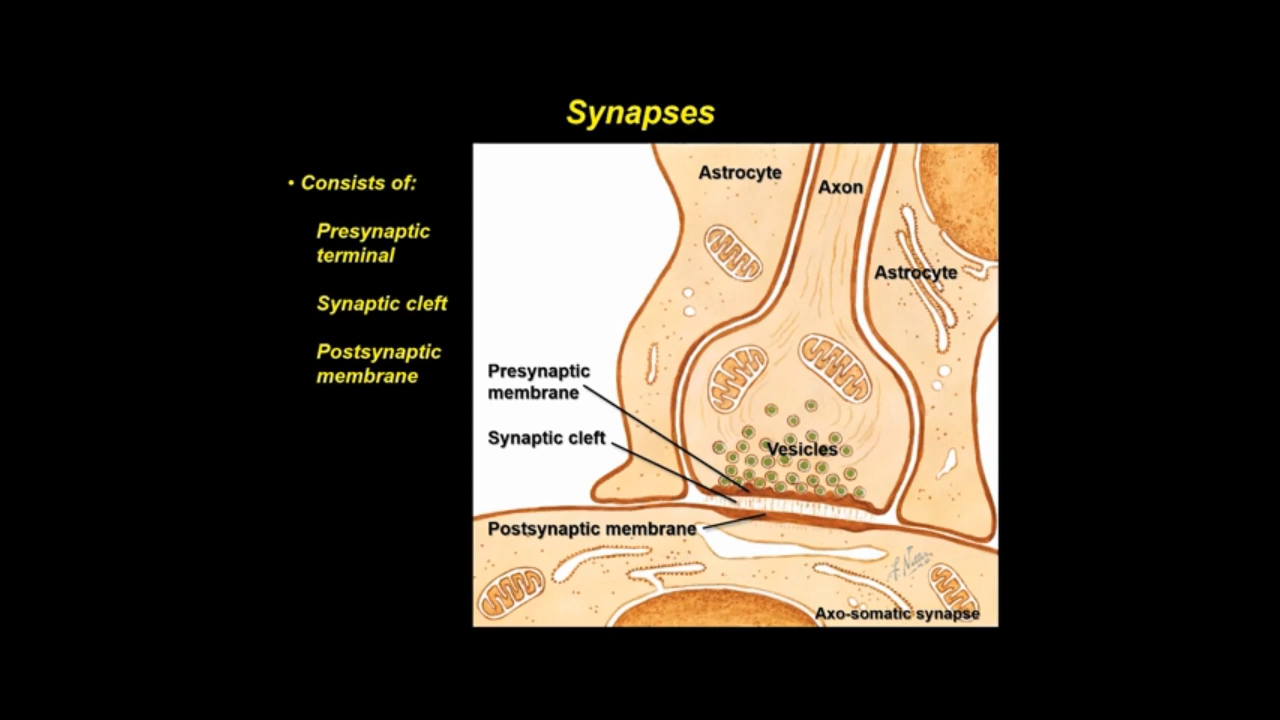 Synapses
• Consists of:
Presynaptic
terminal
Synaptic cleft
Postsynaptic
membrane
Astrocyte
Axon
Astrocyte
Presynaptic
membrane
Synaptic cleft
Vesicles
Postsynaptic membrane
Axo-somatic synapse